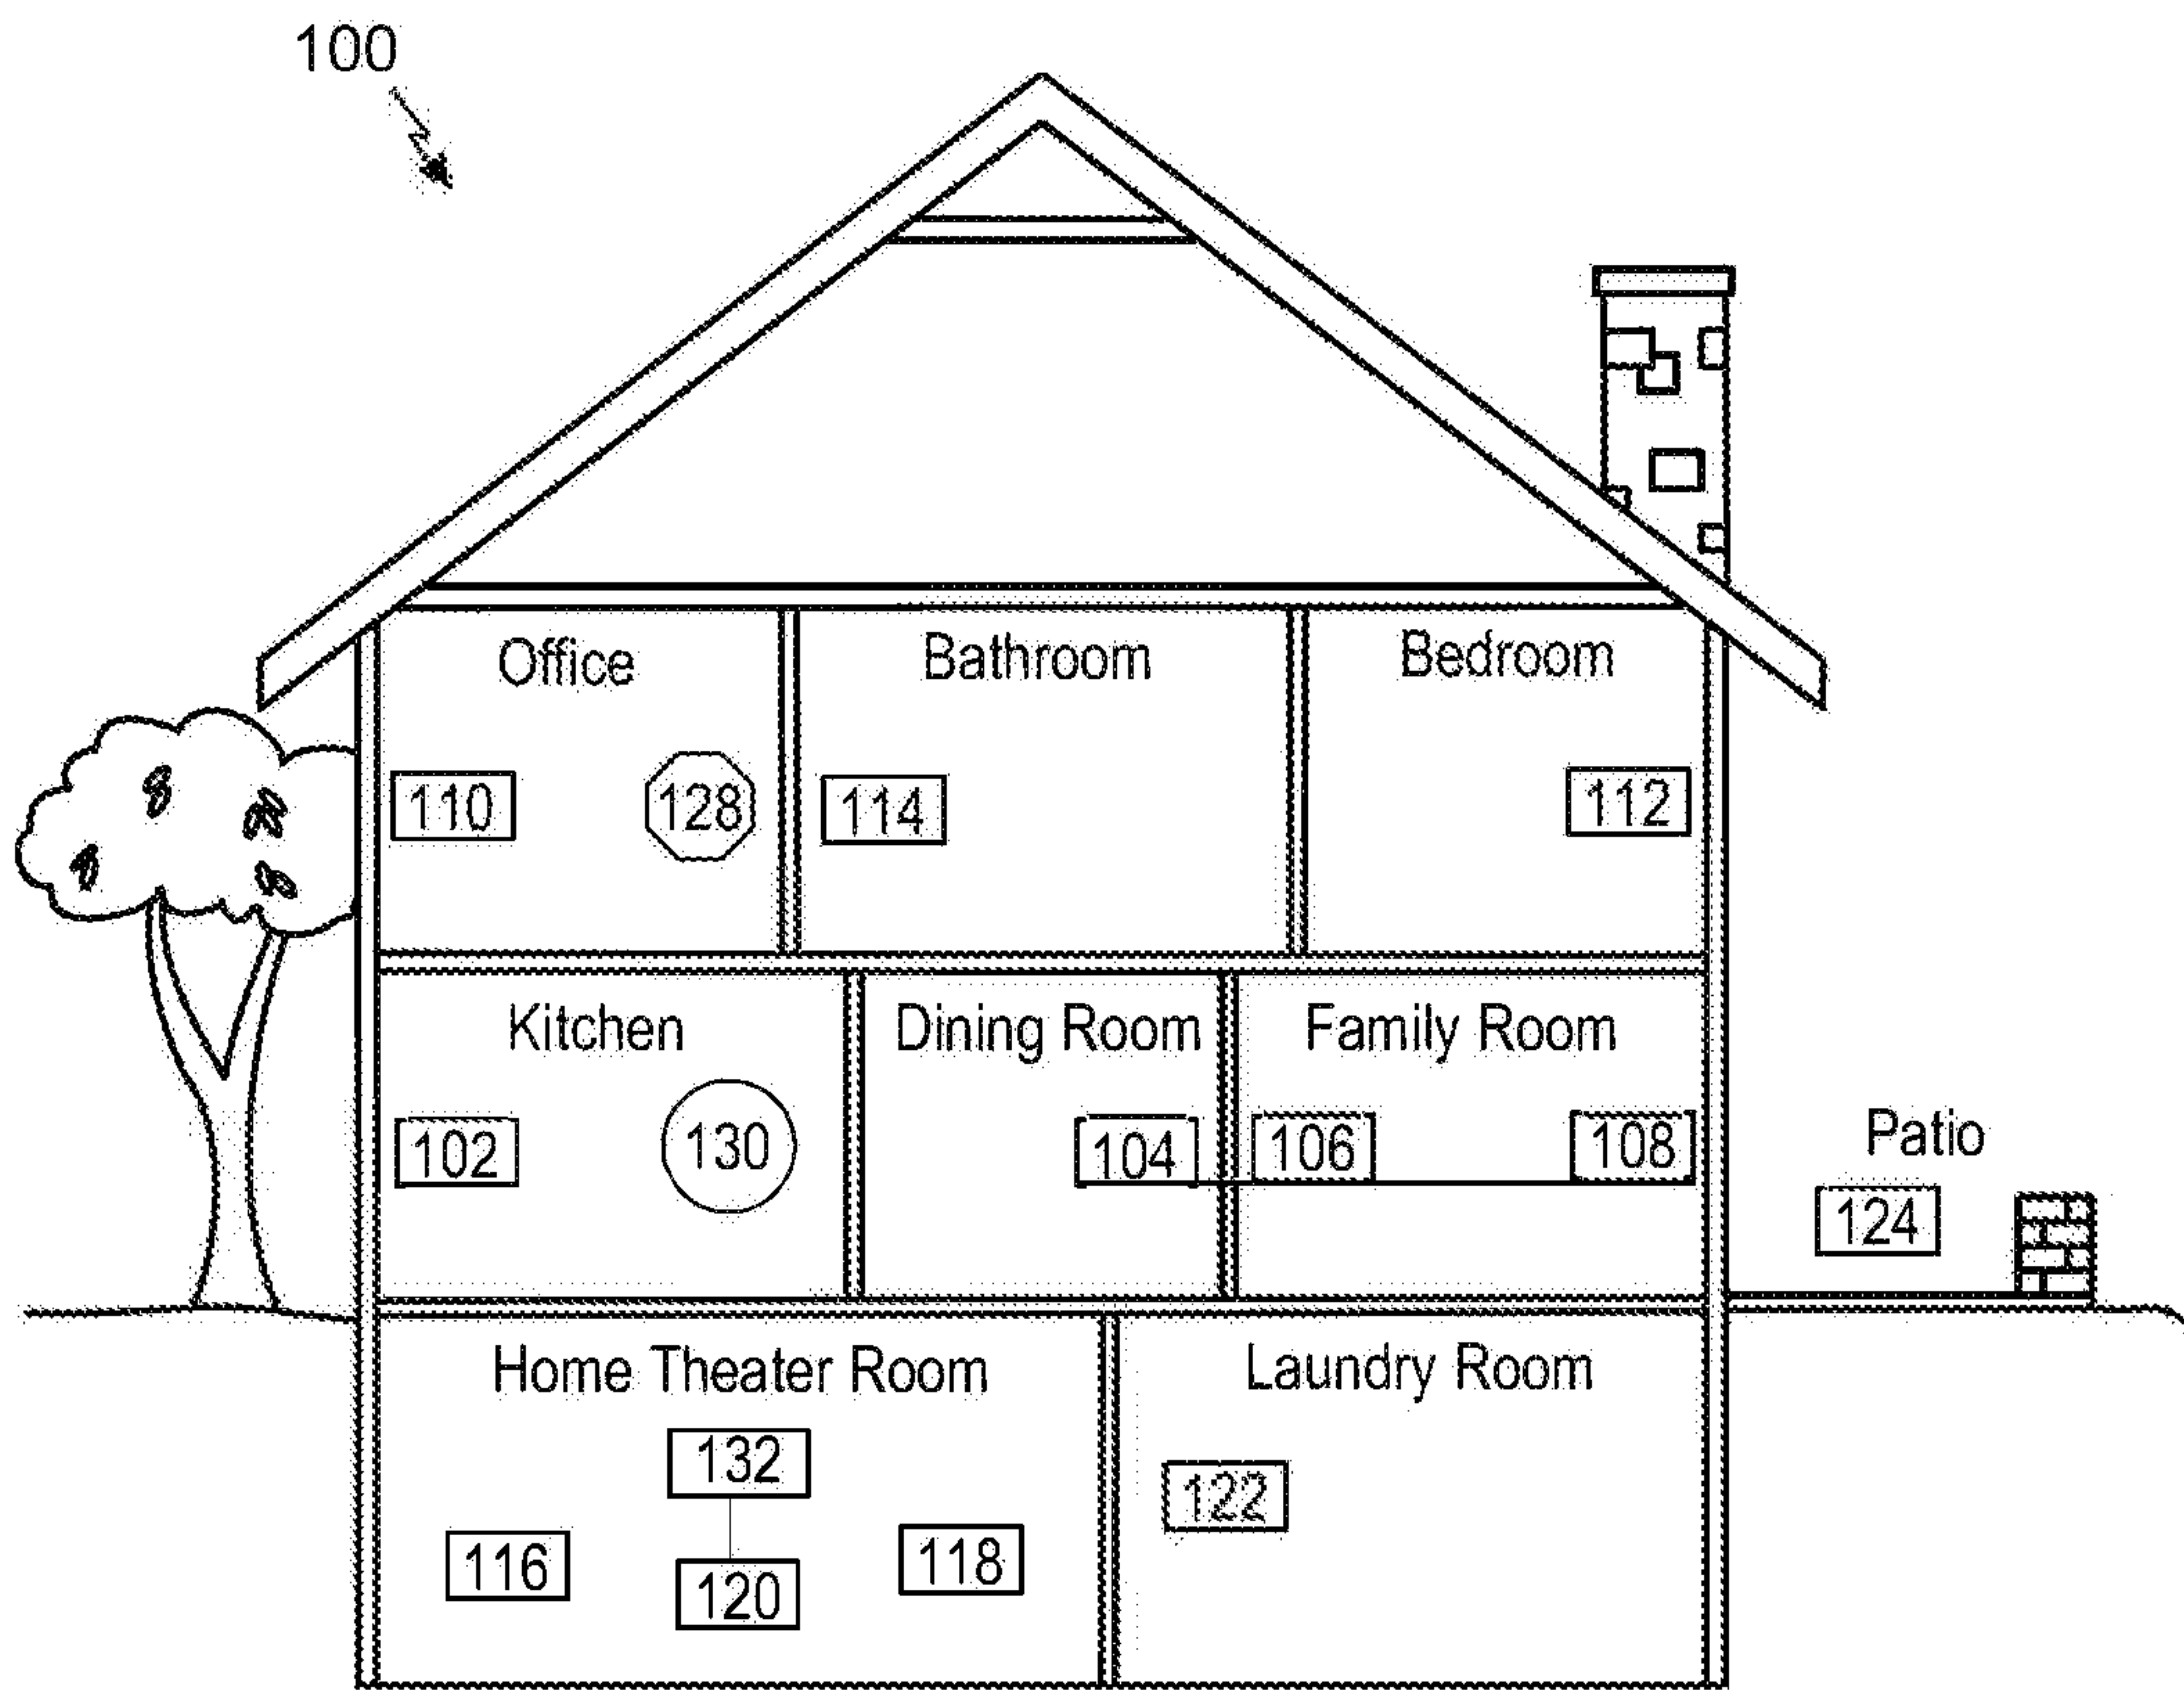 100
Office Bathroom Bedroom
110 128 114 112
Kitchen Dining Room Family Room
102 130 104 106 108
Patio
124
Home Theater Room Laundry Room
132
122
116 120 118